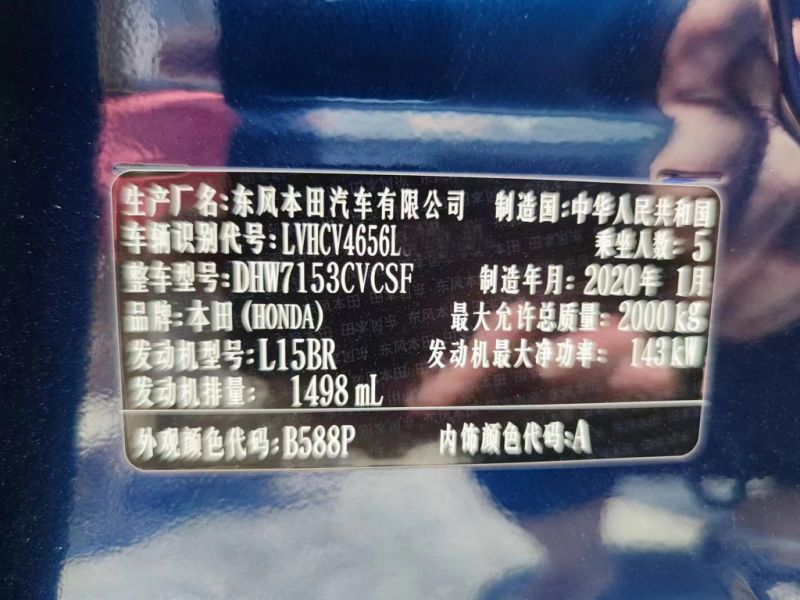 生产厂名:东风本田汽车有限公司 制造国:中华人民共和国
车辆识别代号:LVHCV4656L 乘坐人数:5
整车型号:DHW7153CVCSF 制造年月:2020年 1月
品牌:本田(HONDA) 最大允许总质量: 2000kg
发动机型号:L15BR 发动机最大净功率: 143kW
发动机排量: 1498mL
外观颜色代码:B588P 内饰颜色代码:A